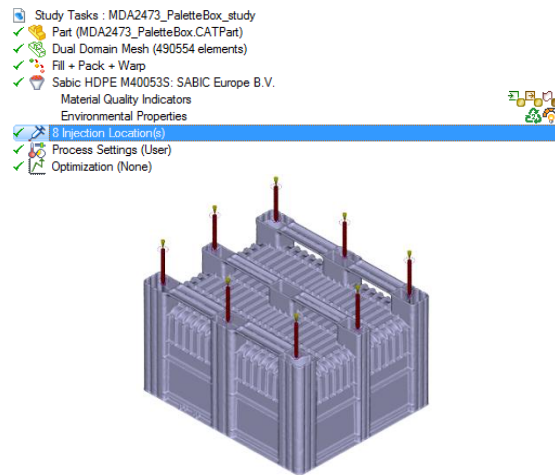 Study Tasks : MDA2473_PaletteBox_study
Part (MDA2473_PaletteBox.CATPart)
Dual Domain Mesh (490554 elements)
Fill + Pack + Warp
Sabic HDPE M40053S: SABIC Europe B.V.
Material Quality Indicators
Environmental Properties
8 Injection Location(s)
Process Settings (User)
Optimization (None)